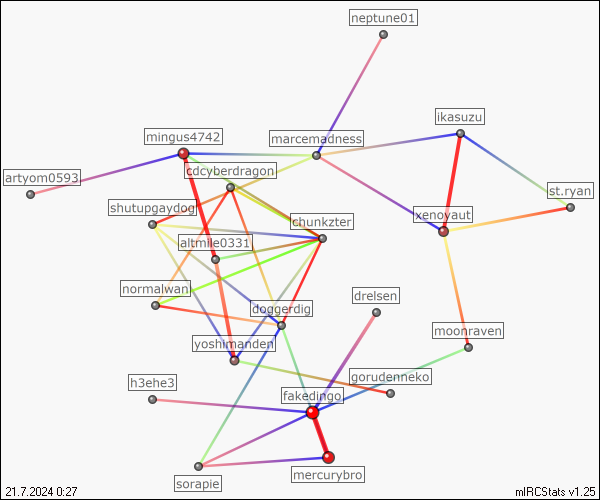 neptune01
ikasuzu
mingus4742
marcemadness
artyom0593
cdcyberdragon
st.ryan
shutupgaydog
chunkzter
xenovaut
altmile0331
normalwan
doggerdig
drelsen
moonraven
yoshimanden
h3ehe3
fakedingo
gorudenneko
sorapie
mercurybro
21.7.2024 0:27
mIRCStats v1.25